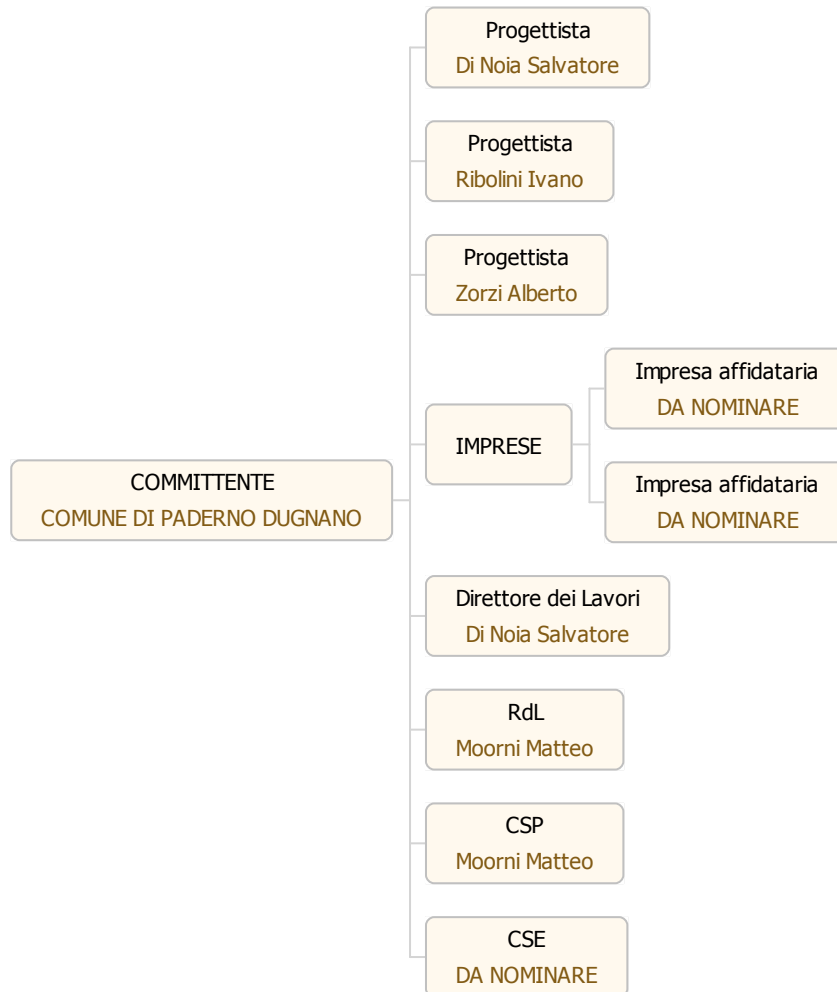 Progettista
Di Noia Salvatore
Progettista
Ribolini Ivano
Progettista
Zorzi Alberto
Impresa affidataria
DA NOMINARE
IMPRESE
Impresa affidataria
DA NOMINARE
COMMITTENTE
COMUNE DI PADERNO DUGNANO
Direttore dei Lavori
Di Noia Salvatore
RdL
Moorni Matteo
CSP
Moorni Matteo
CSE
DA NOMINARE